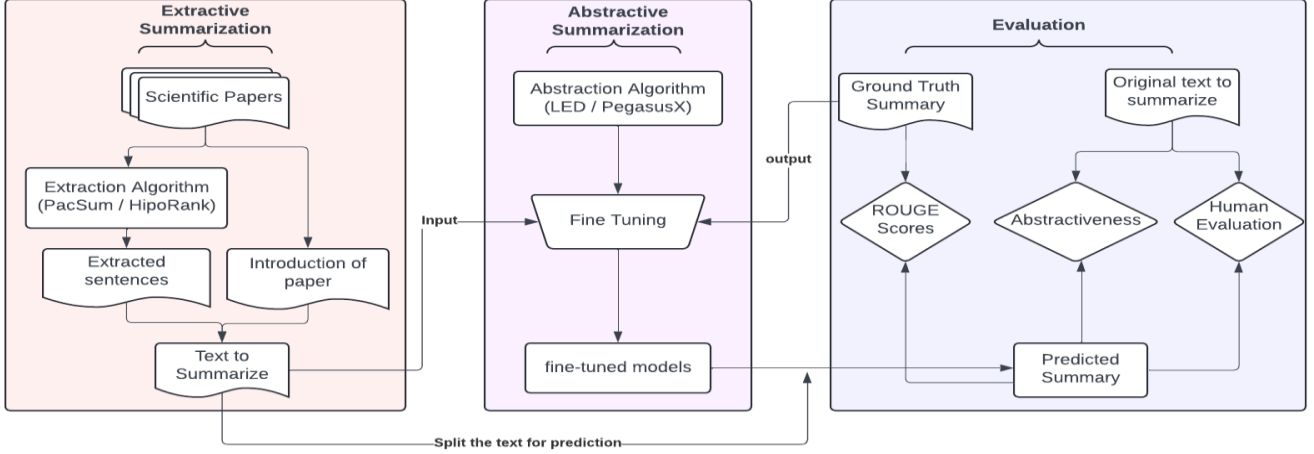 Extractive
Summarization
Scientific Papers
Extraction Algorithm
(PacSum / HipoRank)
Extracted
sentences
Introduction of
paper
Text to
Summarize
Abstractive
Summarization
Abstraction Algorithm
(LED / PegasusX)
Input
Fine Tuning
output
fine-tuned models
Split the text for prediction
Evaluation
Ground Truth
Summary
Original text to
summarize
ROUGE
Scores
Abstractiveness
Human
Evaluation
Predicted
Summary